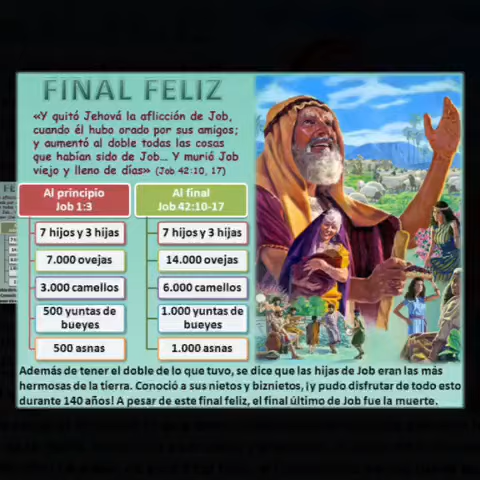 FINAL FELIZ
«Y quitó Jehová la aflicción de Job,
cuando él hubo orado por sus amigos;
y aumentó al doble todas las cosas
que habían sido de Job... Y murió Job
viejo y lleno de días» (Job 42:10, 17)
Al principio
Job 1:3
7 hijos y 3 hijas
7.000 ovejas
3.000 camellos
500 yuntas de
bueyes
500 asnas
Al final
Job 42:10-17
7 hijos y 3 hijas
14.000 ovejas
6.000 camellos
1.000 yuntas de
bueyes
1.000 asnas
Además de tener el doble de lo que tuvo, se dice que las hijas de Job eran las más
hermosas de la tierra. Conoció a sus nietos y biznietos, ¡y pudo disfrutar de todo esto
durante 140 años! A pesar de este final feliz, el final último de Job fue la muerte.